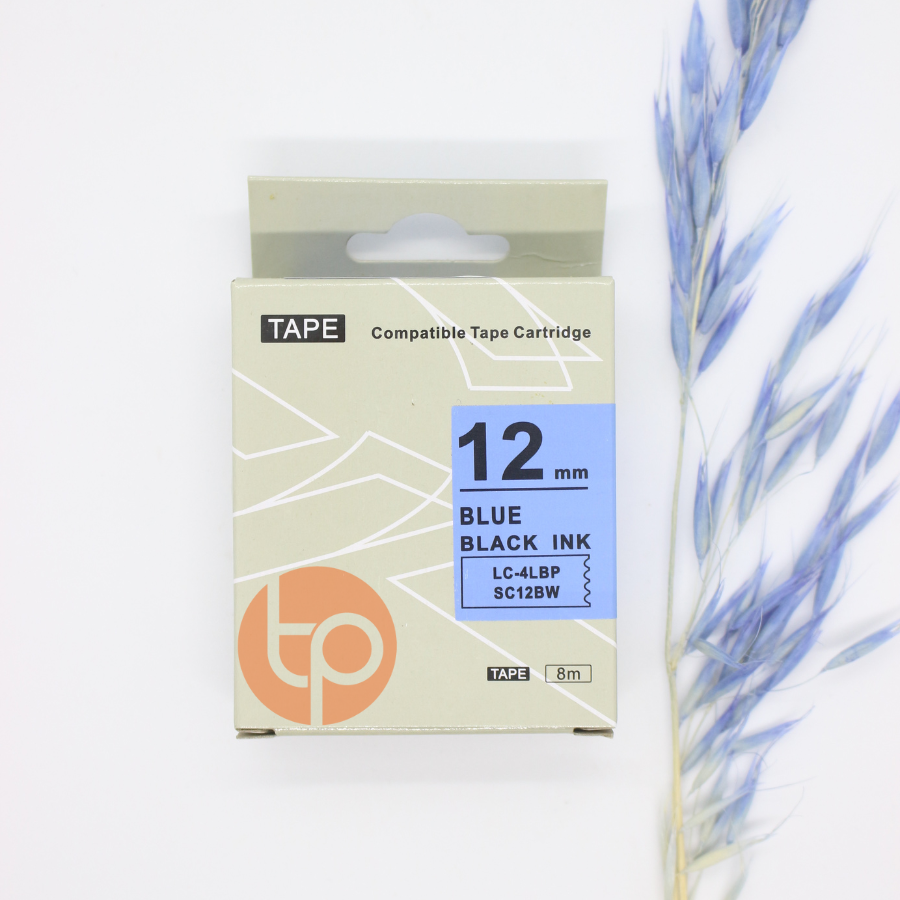 TAPE
Compatible Tape Cartridge
12 mm
BLUE
BLACK INK
LC-4LBP
SC12BW
tp
TAPE 8m